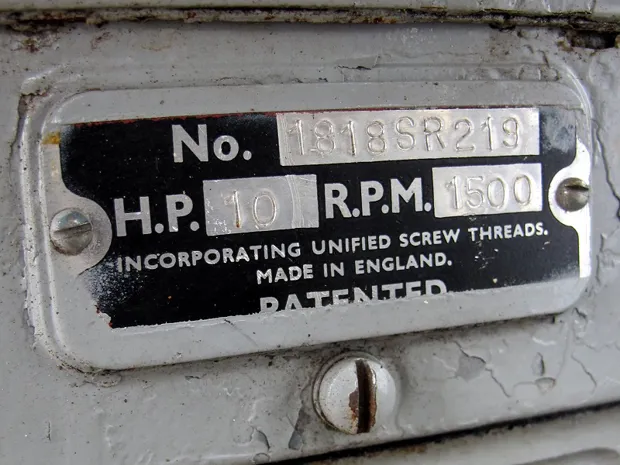 No. 1818SR219
H.P. 10 R.P.M. 1500
INCORPORATING UNIFIED SCREW THREADS.
MADE IN ENGLAND.
PATENTED